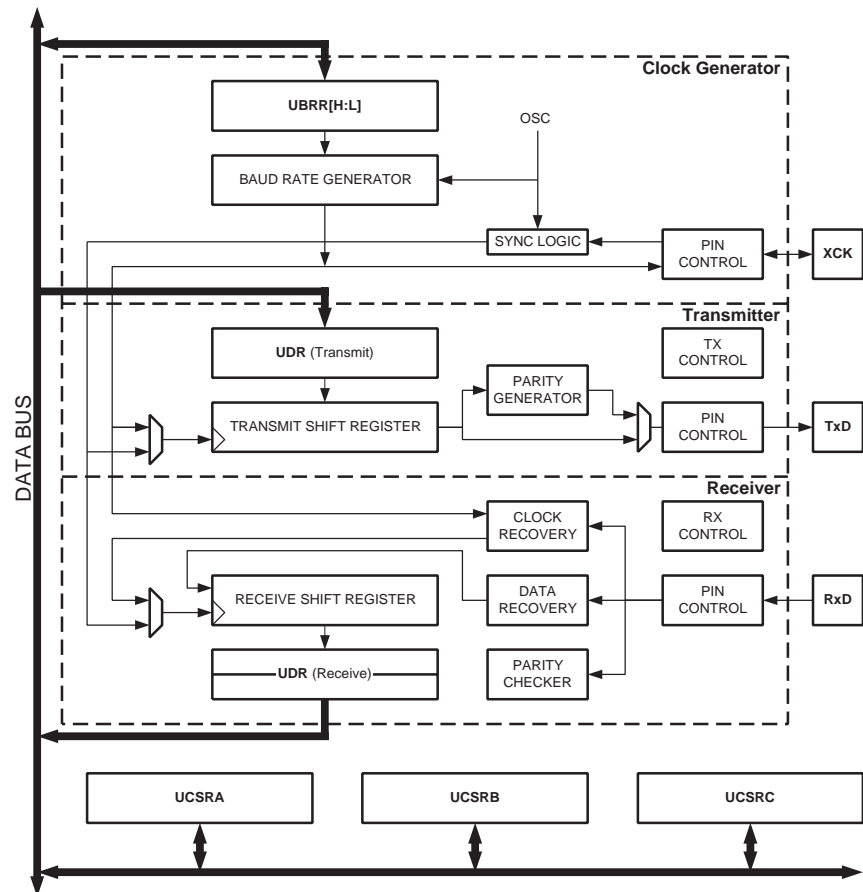 Clock Generator
UBRR[H:L]
OSC
BAUD RATE GENERATOR
SYNC LOGIC
PIN
CONTROL
XCK
Transmitter
UDR (Transmit)
TX
CONTROL
PARITY
GENERATOR
TRANSMIT SHIFT REGISTER
PIN
CONTROL
TxD
DATA BUS
Receiver
CLOCK
RECOVERY
RX
CONTROL
RECEIVE SHIFT REGISTER
DATA
RECOVERY
PIN
CONTROL
RxD
UDR (Receive)
PARITY
CHECKER
UCSRA
UCSRB
UCSRC